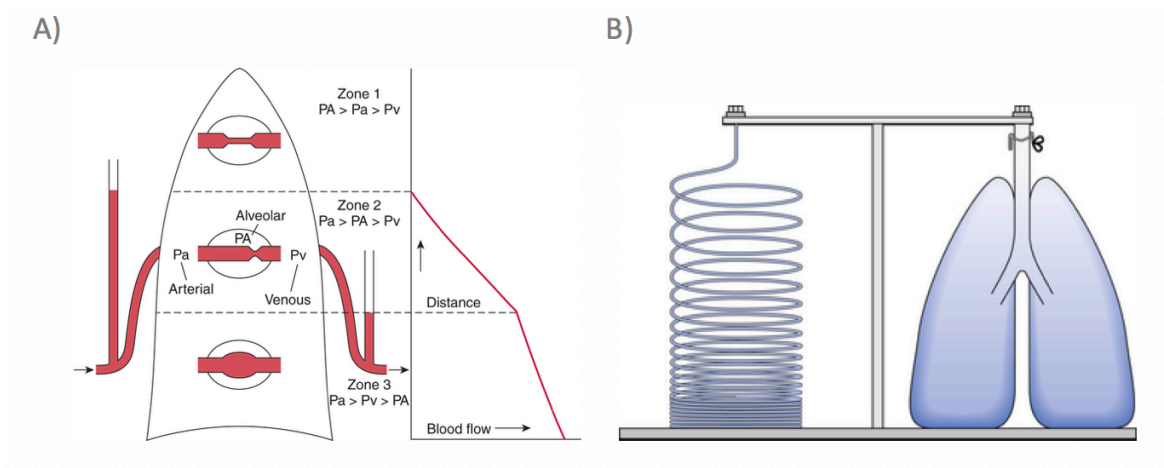 A)
Zone 1
PA > Pa > Pv
Zone 2
Pa > PA > Pv
Alveolar
PA
Pa
Pv
Arterial
Venous
Distance
Zone 3
Pa > Pv > PA
Blood flow
B)